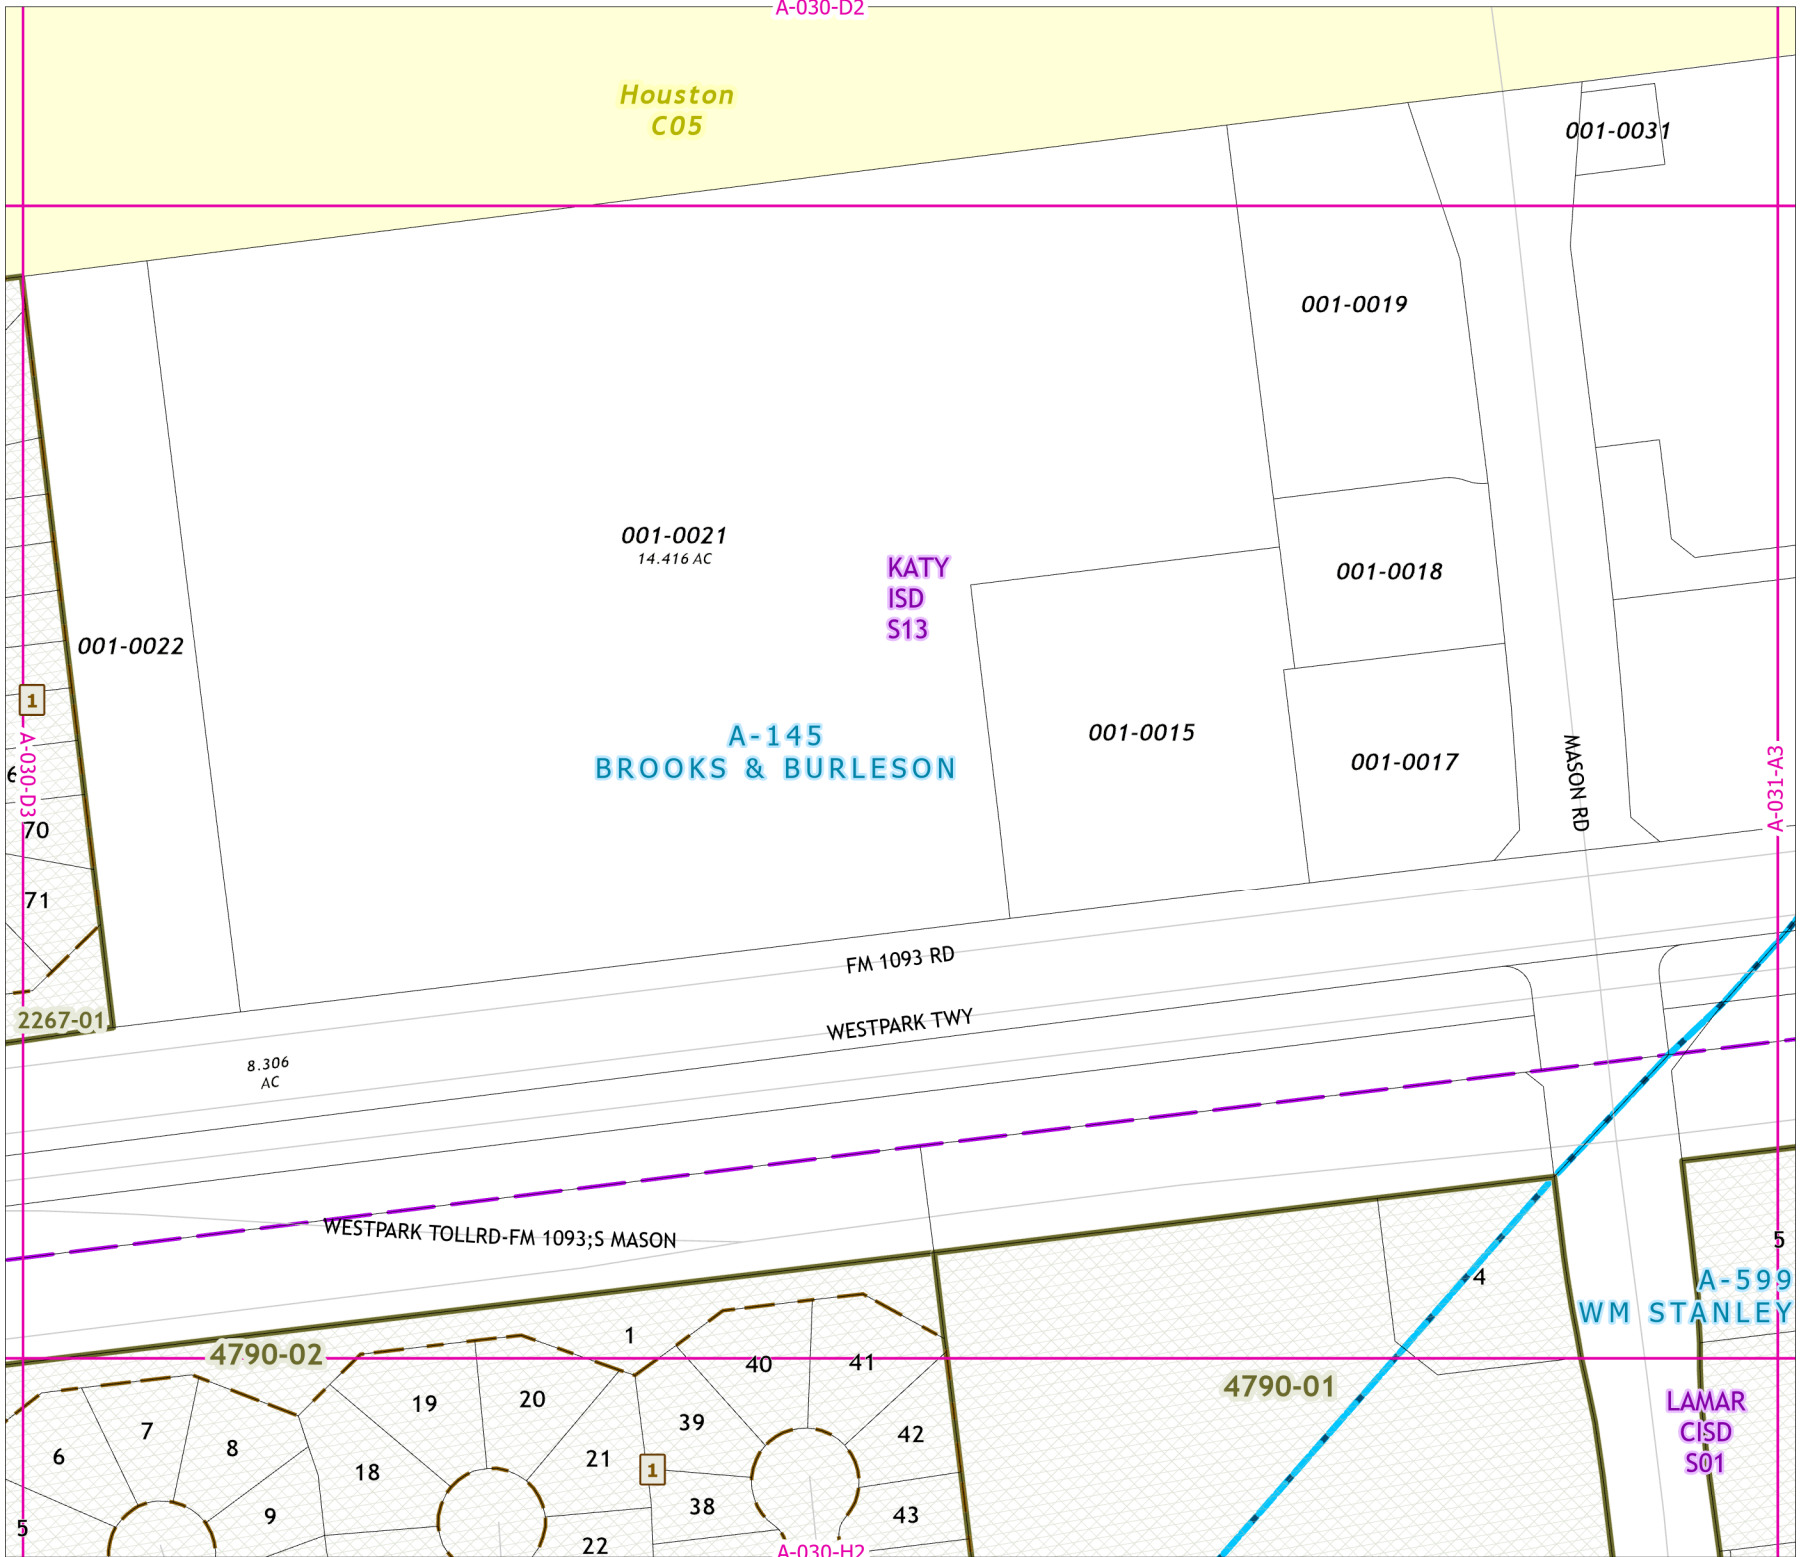 A-030-D2
Houston
C05
001-0031
001-0019
001-0021
14.416 AC
KATY
ISD
S13
001-0018
001-0022
1
A-030-D3
A-145
BROOKS & BURLESON
001-0015
001-0017
MASON RD
A-031-A3
6
70
71
FM 1093 RD
2267-01
WESTPARK TWY
8.306
AC
WESTPARK TOLLRD-FM 1093;S MASON
5
4
A-599
WM STANLEY
1
4790-02
40
41
4790-01
19
20
39
42
LAMAR
CISD
S01
7
8
6
18
21
1
38
43
9
5
22
A-030-H2